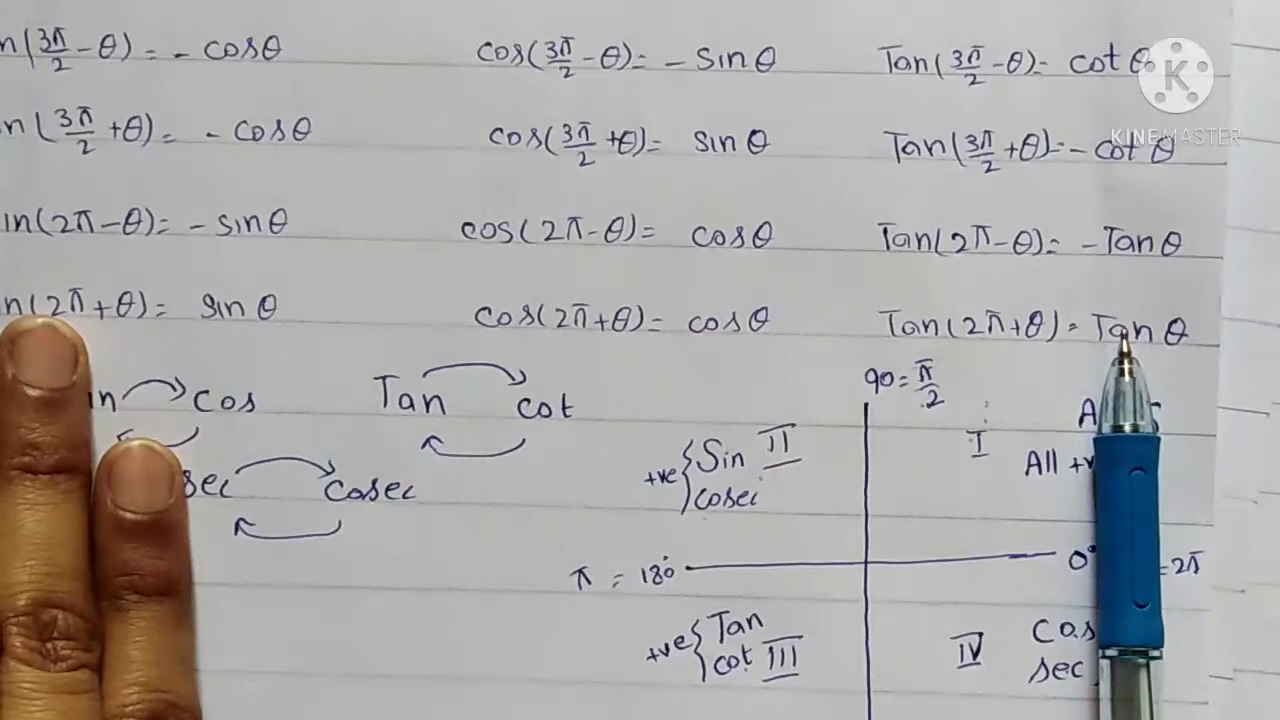 n(3π/2 - θ) = - cosθ cos(3π/2 - θ) = - sinθ Tan(3π/2 - θ) = cot θ
n(3π/2 + θ) = - cosθ cos(3π/2 + θ) = sinθ Tan(3π/2 + θ) = - cot θ
in(2π - θ) = - sinθ cos(2π - θ) = cosθ Tan(2π - θ) = - Tanθ
n(2π + θ) = sinθ cos(2π + θ) = cosθ Tan(2π + θ) = Tanθ
K
KINEMASTER
in cos Tan cot
sec cosec
90 = π/2
I
All +v
+ve { Sin II
cosec
π = 180° 0° = 2π
+ve { Tan
cot III
IV cos
sec